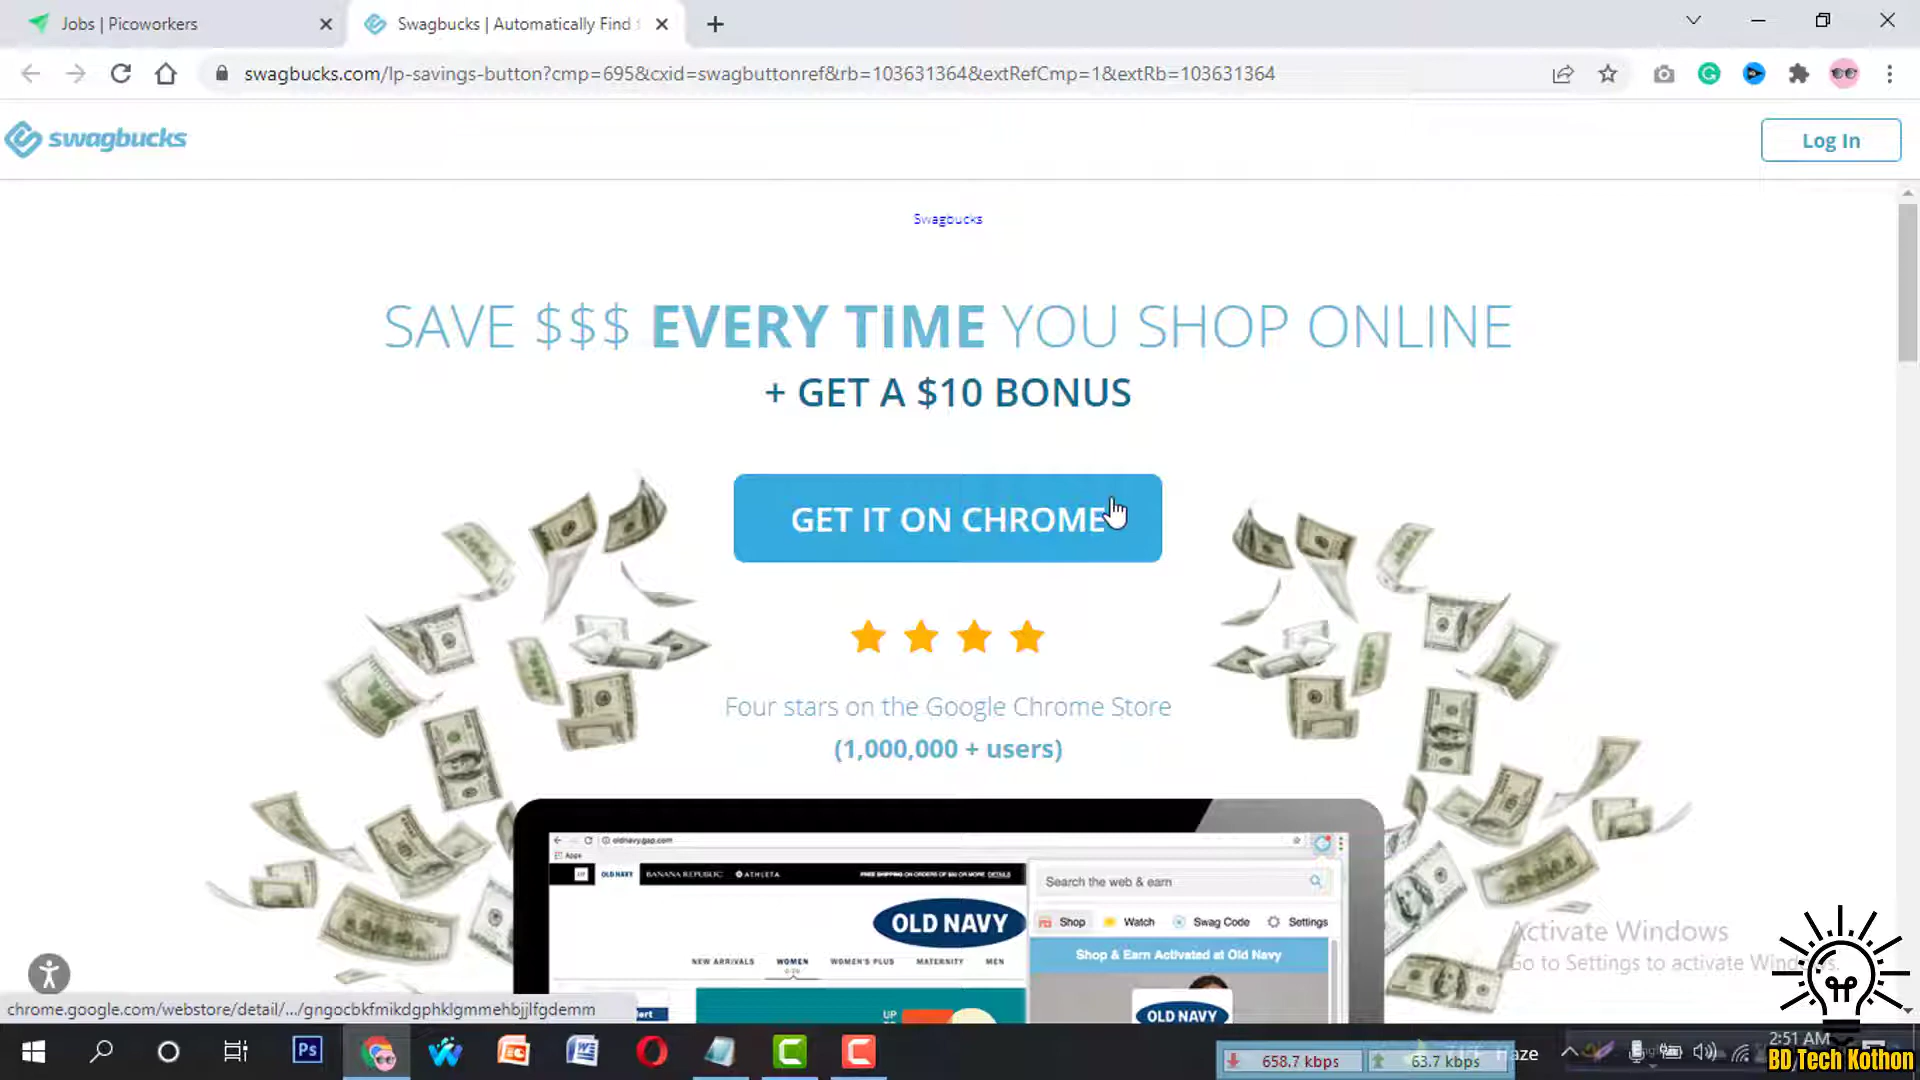 Jobs | Picoworkers
Swagbucks | Automatically Find
swagbucks.com/lp-savings-button?cmp=695&cxid=swagbuttonref&rb=103631364&extRefCmp=1&extRb=103631364
swagbucks
Log In
Swagbucks
SAVE $$$ EVERY TIME YOU SHOP ONLINE
+ GET A $10 BONUS
GET IT ON CHROME
Four stars on the Google Chrome Store
(1,000,000 + users)
oldnavy.gap.com
Apps
OLD NAVY BANANA REPUBLIC ATHLETA FREE SHIPPING ON ORDERS OF $50 OR MORE DETAILS
Search the web & earn
Shop Watch Swag Code Settings
OLD NAVY
Shop & Earn Activated at Old Navy
NEW ARRIVALS WOMEN WOMEN'S PLUS MATERNITY MEN
OLD NAVY
UP
Activate Windows
Go to Settings to activate Windows.
chrome.google.com/webstore/detail/.../gngocbkfmikdgphklgmmehbjjlfgdemm
Ps
658.7 kbps
63.7 kbps
Haze
2:51 AM
BD Tech Kothon